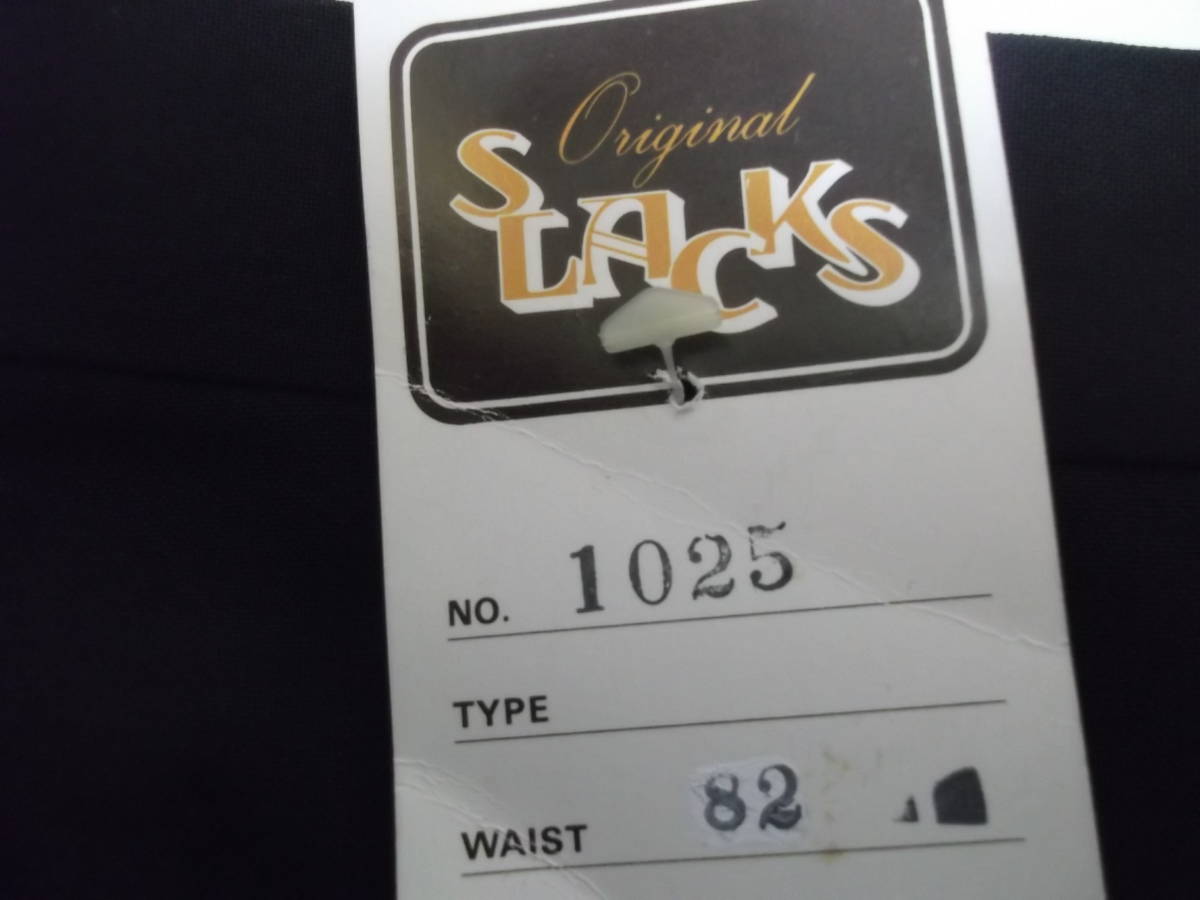 Original
SLACKS
NO. 1025
TYPE
WAIST 82